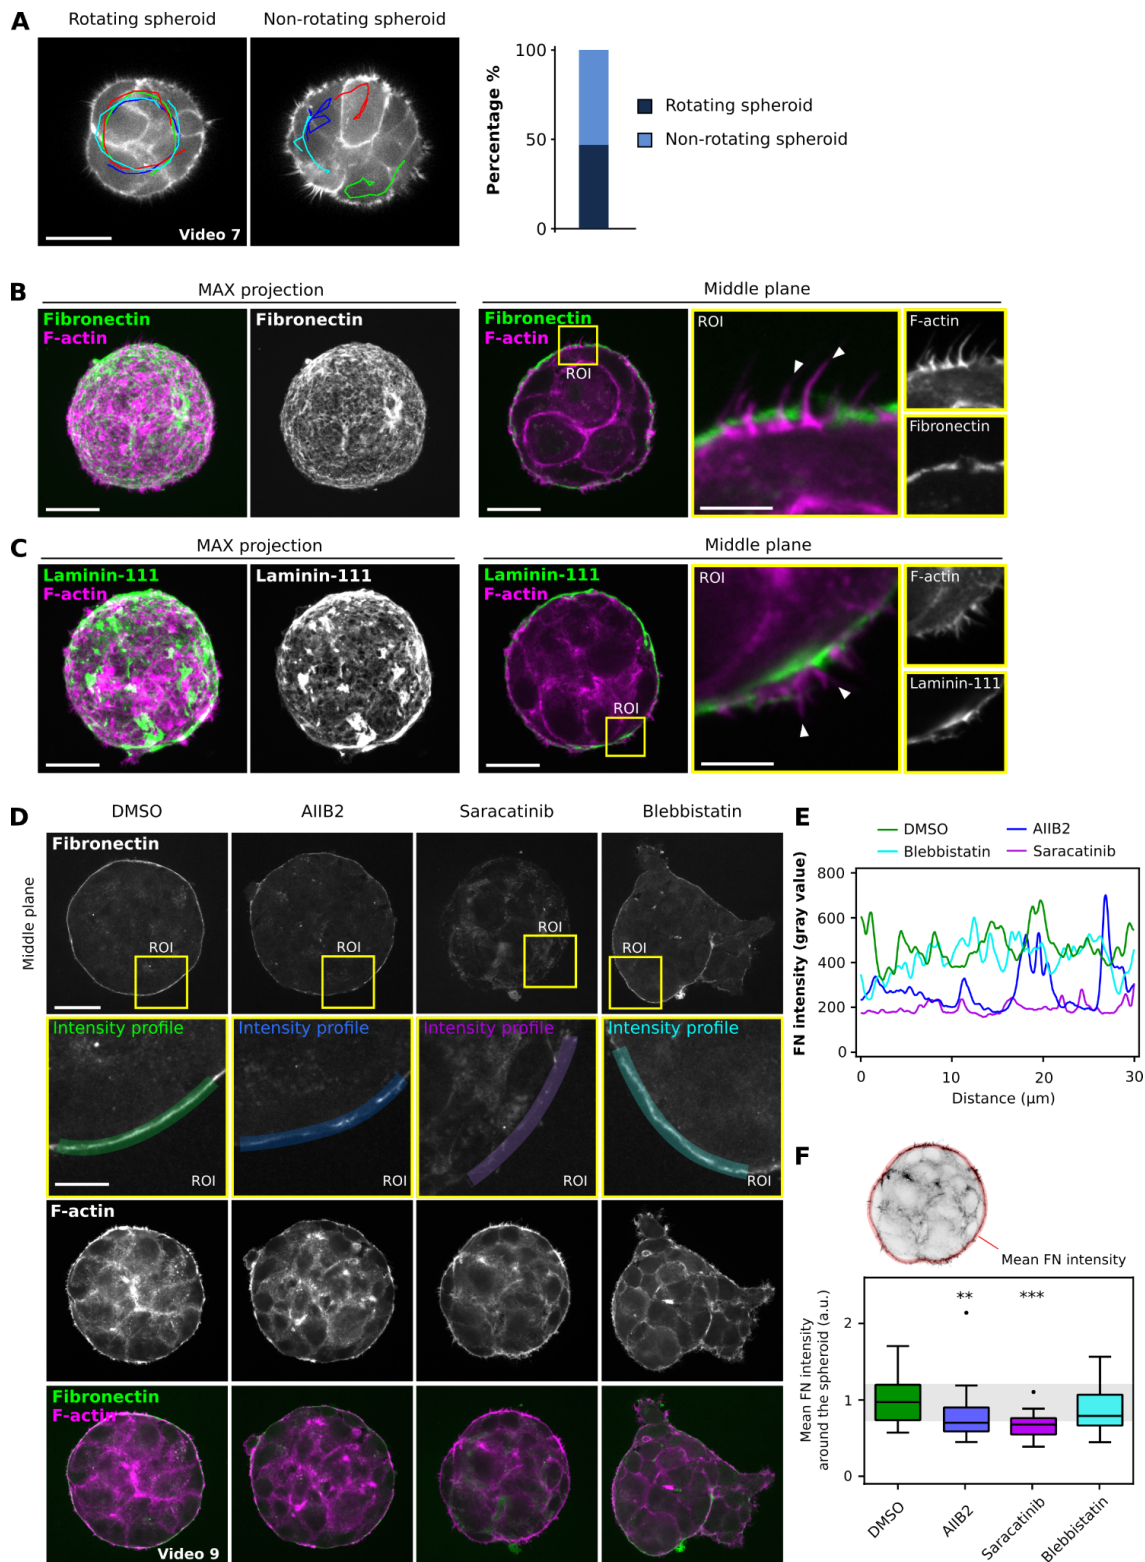 A
Rotating spheroid
Non-rotating spheroid
Video 7
Percentage %
100
50
0
Rotating spheroid
Non-rotating spheroid
B
MAX projection
Middle plane
Fibronectin
F-actin
Fibronectin
Fibronectin
F-actin
ROI
ROI
F-actin
Fibronectin
C
MAX projection
Middle plane
Laminin-111
F-actin
Laminin-111
Laminin-111
F-actin
ROI
ROI
F-actin
Laminin-111
D
DMSO
AIIB2
Saracatinib
Blebbistatin
Middle plane
Fibronectin
ROI
ROI
ROI
ROI
Intensity profile
Intensity profile
Intensity profile
Intensity profile
ROI
ROI
ROI
ROI
F-actin
Fibronectin
F-actin
Video 9
E
DMSO
AIIB2
Blebbistatin
Saracatinib
FN intensity (gray value)
800
600
400
200
0
0
10
20
30
Distance (µm)
F
Mean FN intensity
Mean FN intensity
around the spheroid (a.u.)
2
1
0
**
***
DMSO
AIIB2
Saracatinib
Blebbistatin